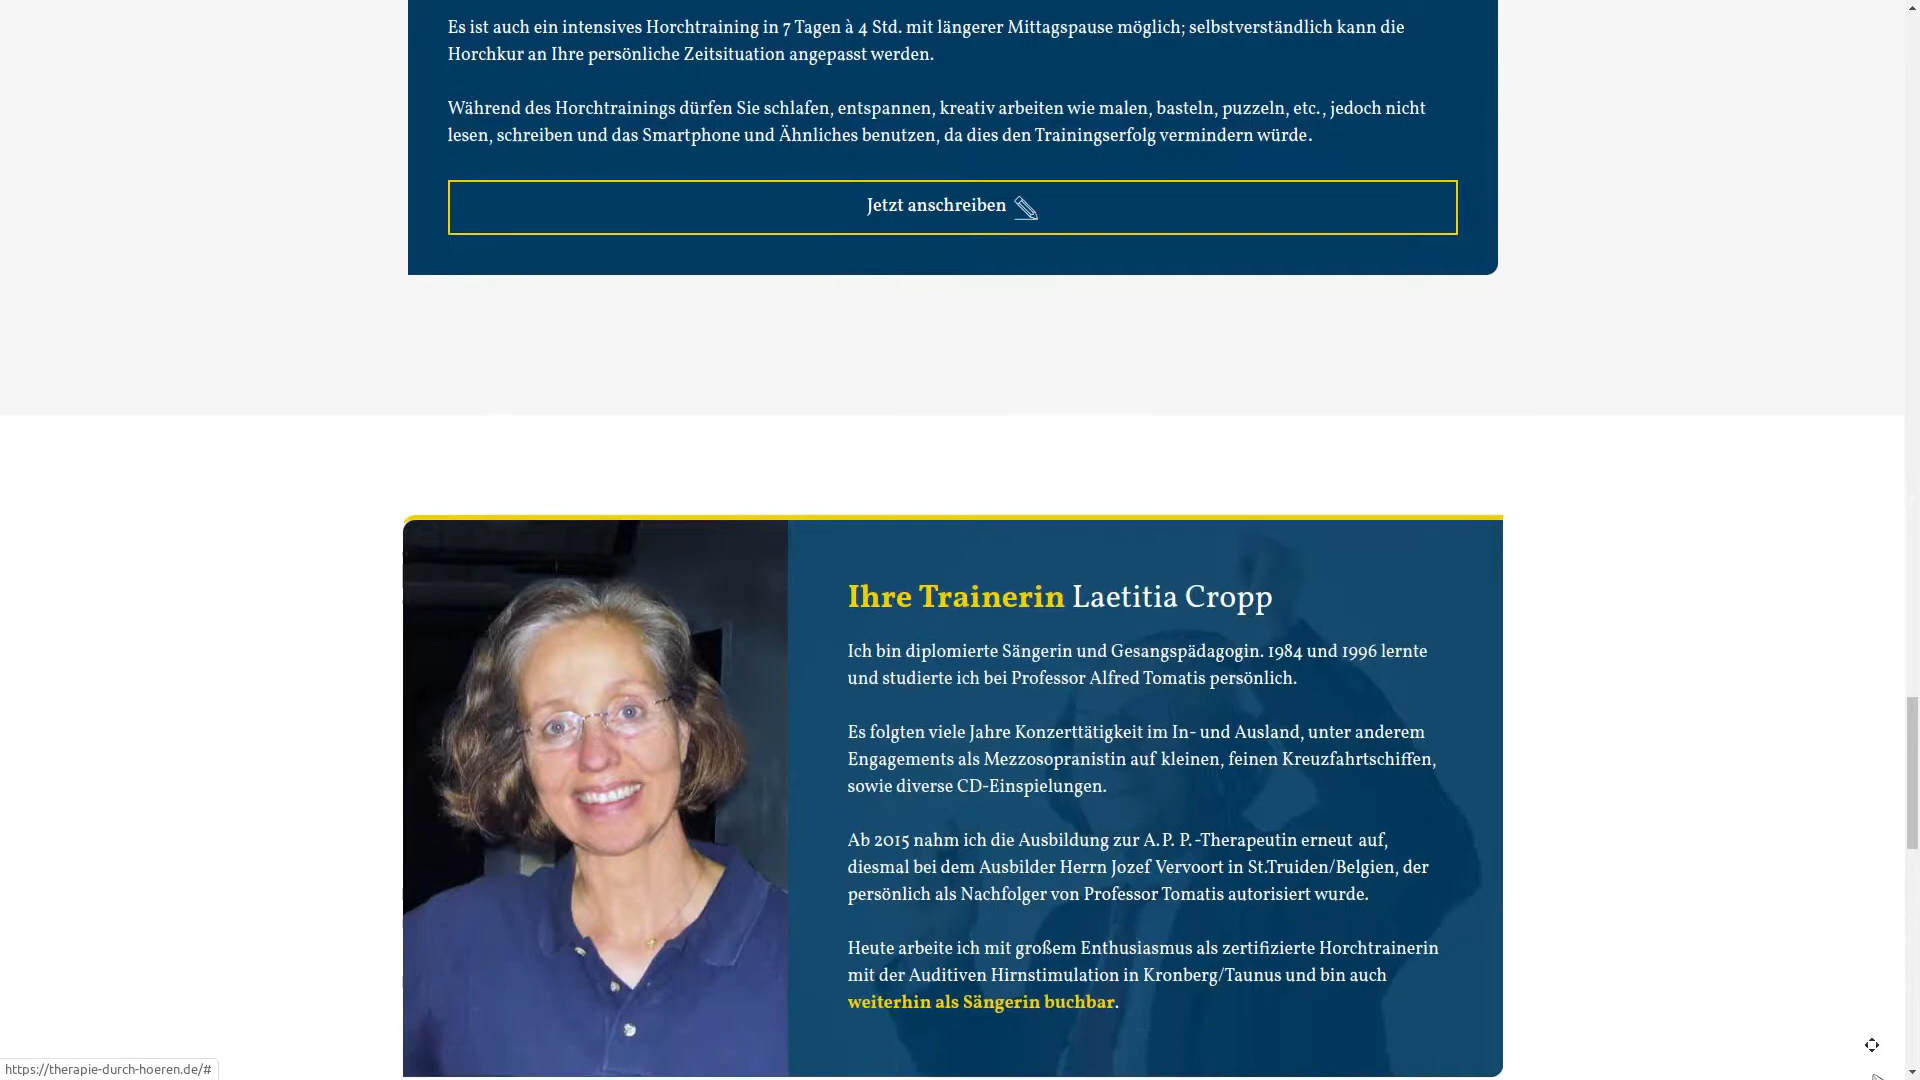 Es ist auch ein intensives Horchtraining in 7 Tagen à 4 Std. mit längerer Mittagspause möglich; selbstverständlich kann die
Horchkur an Ihre persönliche Zeitsituation angepasst werden.
Während des Horchtrainings dürfen Sie schlafen, entspannen, kreativ arbeiten wie malen, basteln, puzzeln, etc., jedoch nicht
lesen, schreiben und das Smartphone und Ähnliches benutzen, da dies den Trainingserfolg vermindern würde.
Jetzt anschreiben
Ihre Trainerin Laetitia Cropp
Ich bin diplomierte Sängerin und Gesangspädagogin. 1984 und 1996 lernte
und studierte ich bei Professor Alfred Tomatis persönlich.
Es folgten viele Jahre Konzerttätigkeit im In- und Ausland, unter anderem
Engagements als Mezzosopranistin auf kleinen, feinen Kreuzfahrtschiffen,
sowie diverse CD-Einspielungen.
Ab 2015 nahm ich die Ausbildung zur A. P. P. -Therapeutin erneut auf,
diesmal bei dem Ausbilder Herrn Jozef Vervoort in St.Truiden/Belgien, der
persönlich als Nachfolger von Professor Tomatis autorisiert wurde.
Heute arbeite ich mit großem Enthusiasmus als zertifizierte Horchtrainerin
mit der Auditiven Hirnstimulation in Kronberg/Taunus und bin auch
weiterhin als Sängerin buchbar.
https://therapie-durch-hoeren.de/#